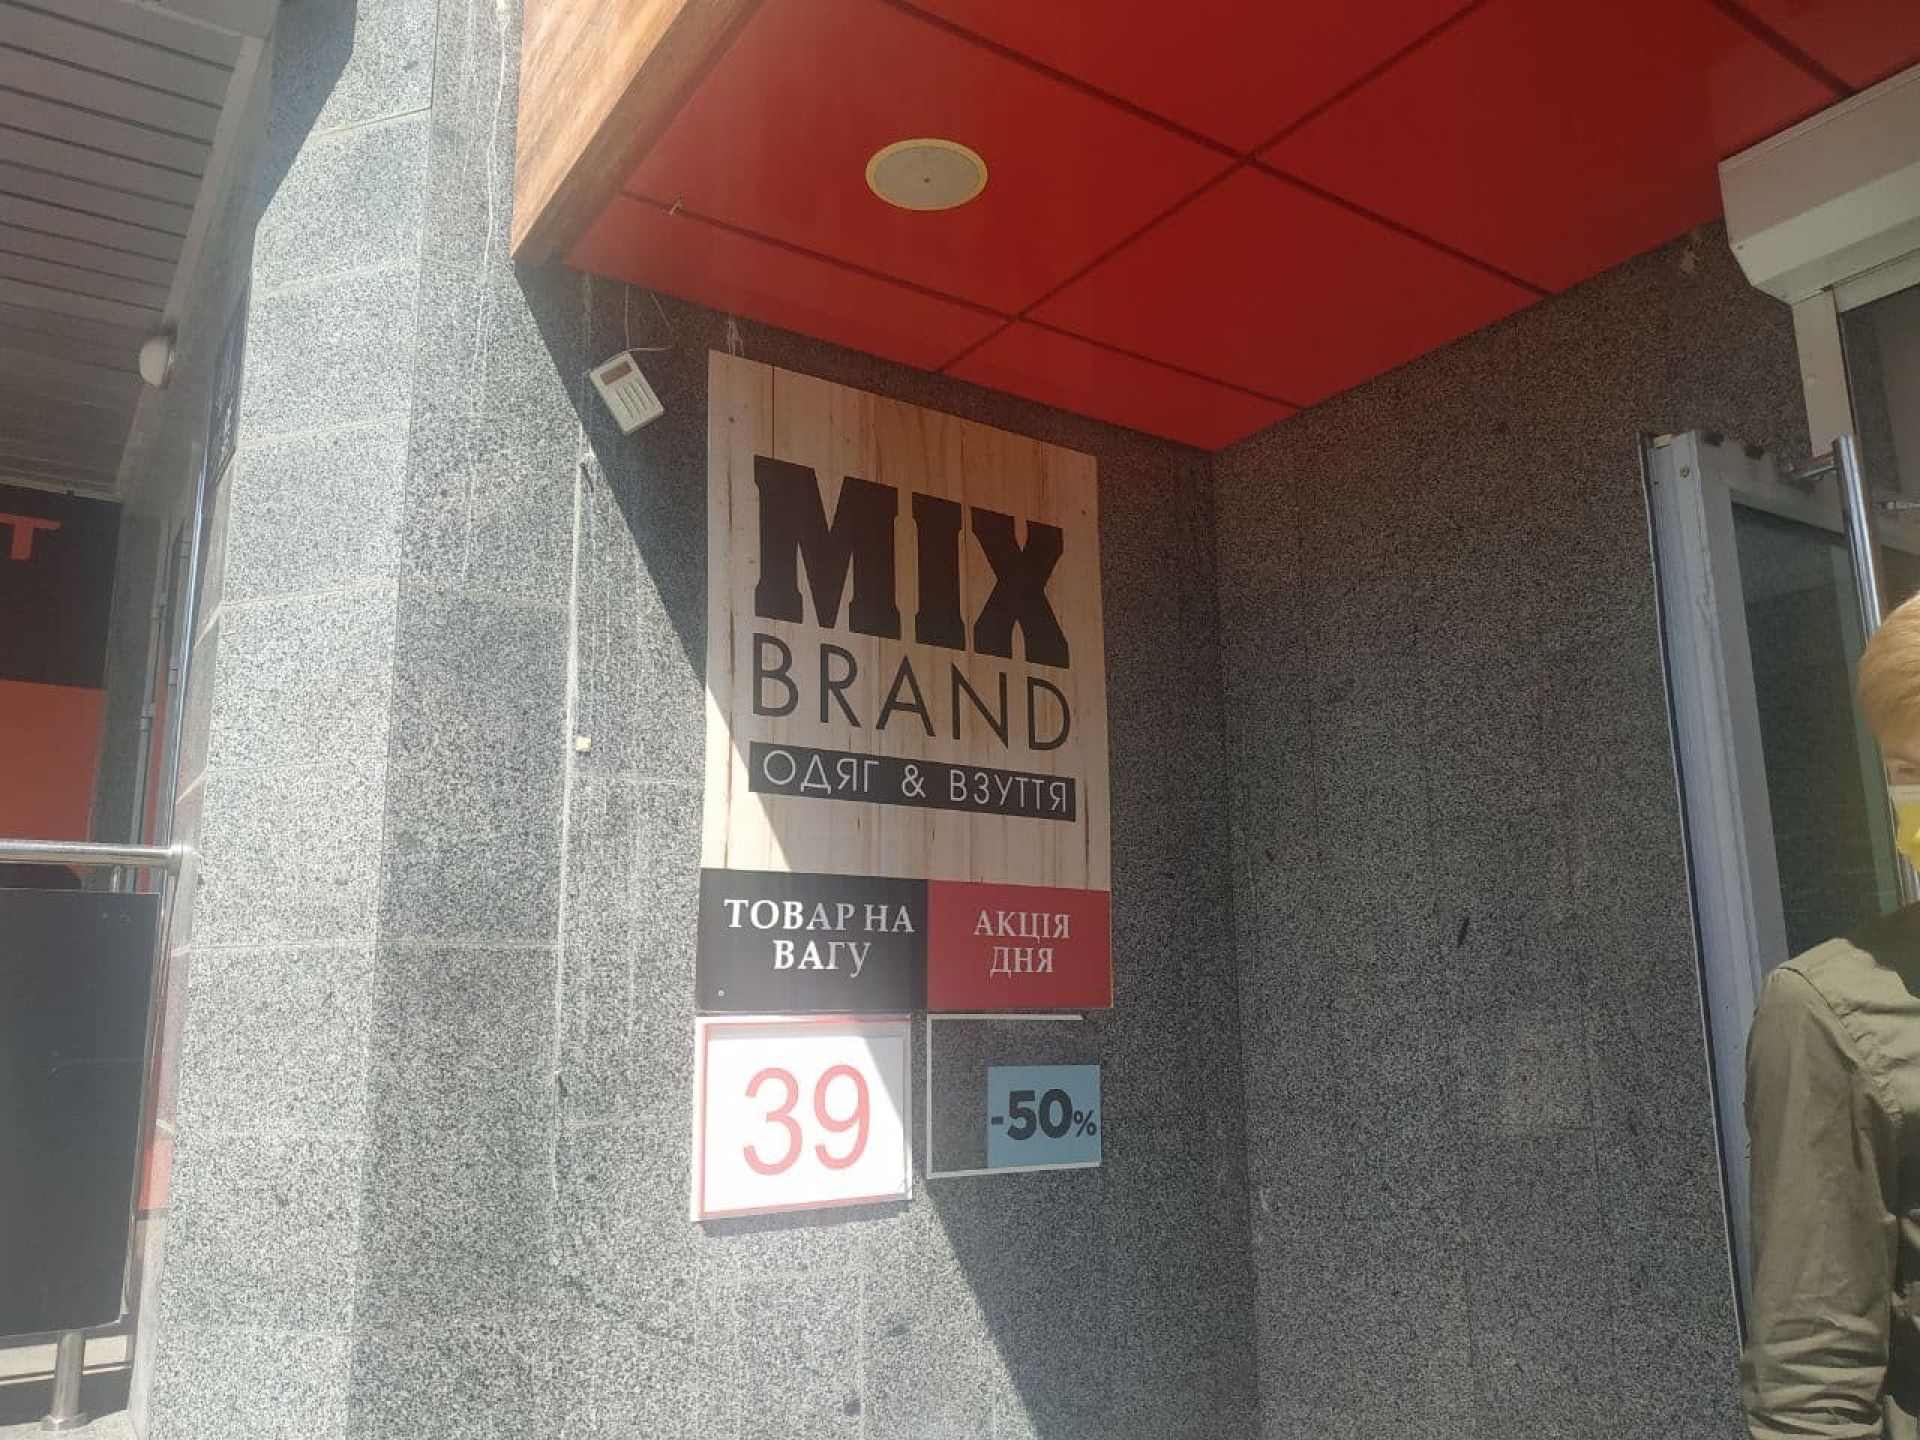 Т
MIX
BRAND
ОДЯГ & ВЗУТТЯ
ТОВАР НА
ВАГУ
АКЦІЯ
ДНЯ
39
-50%